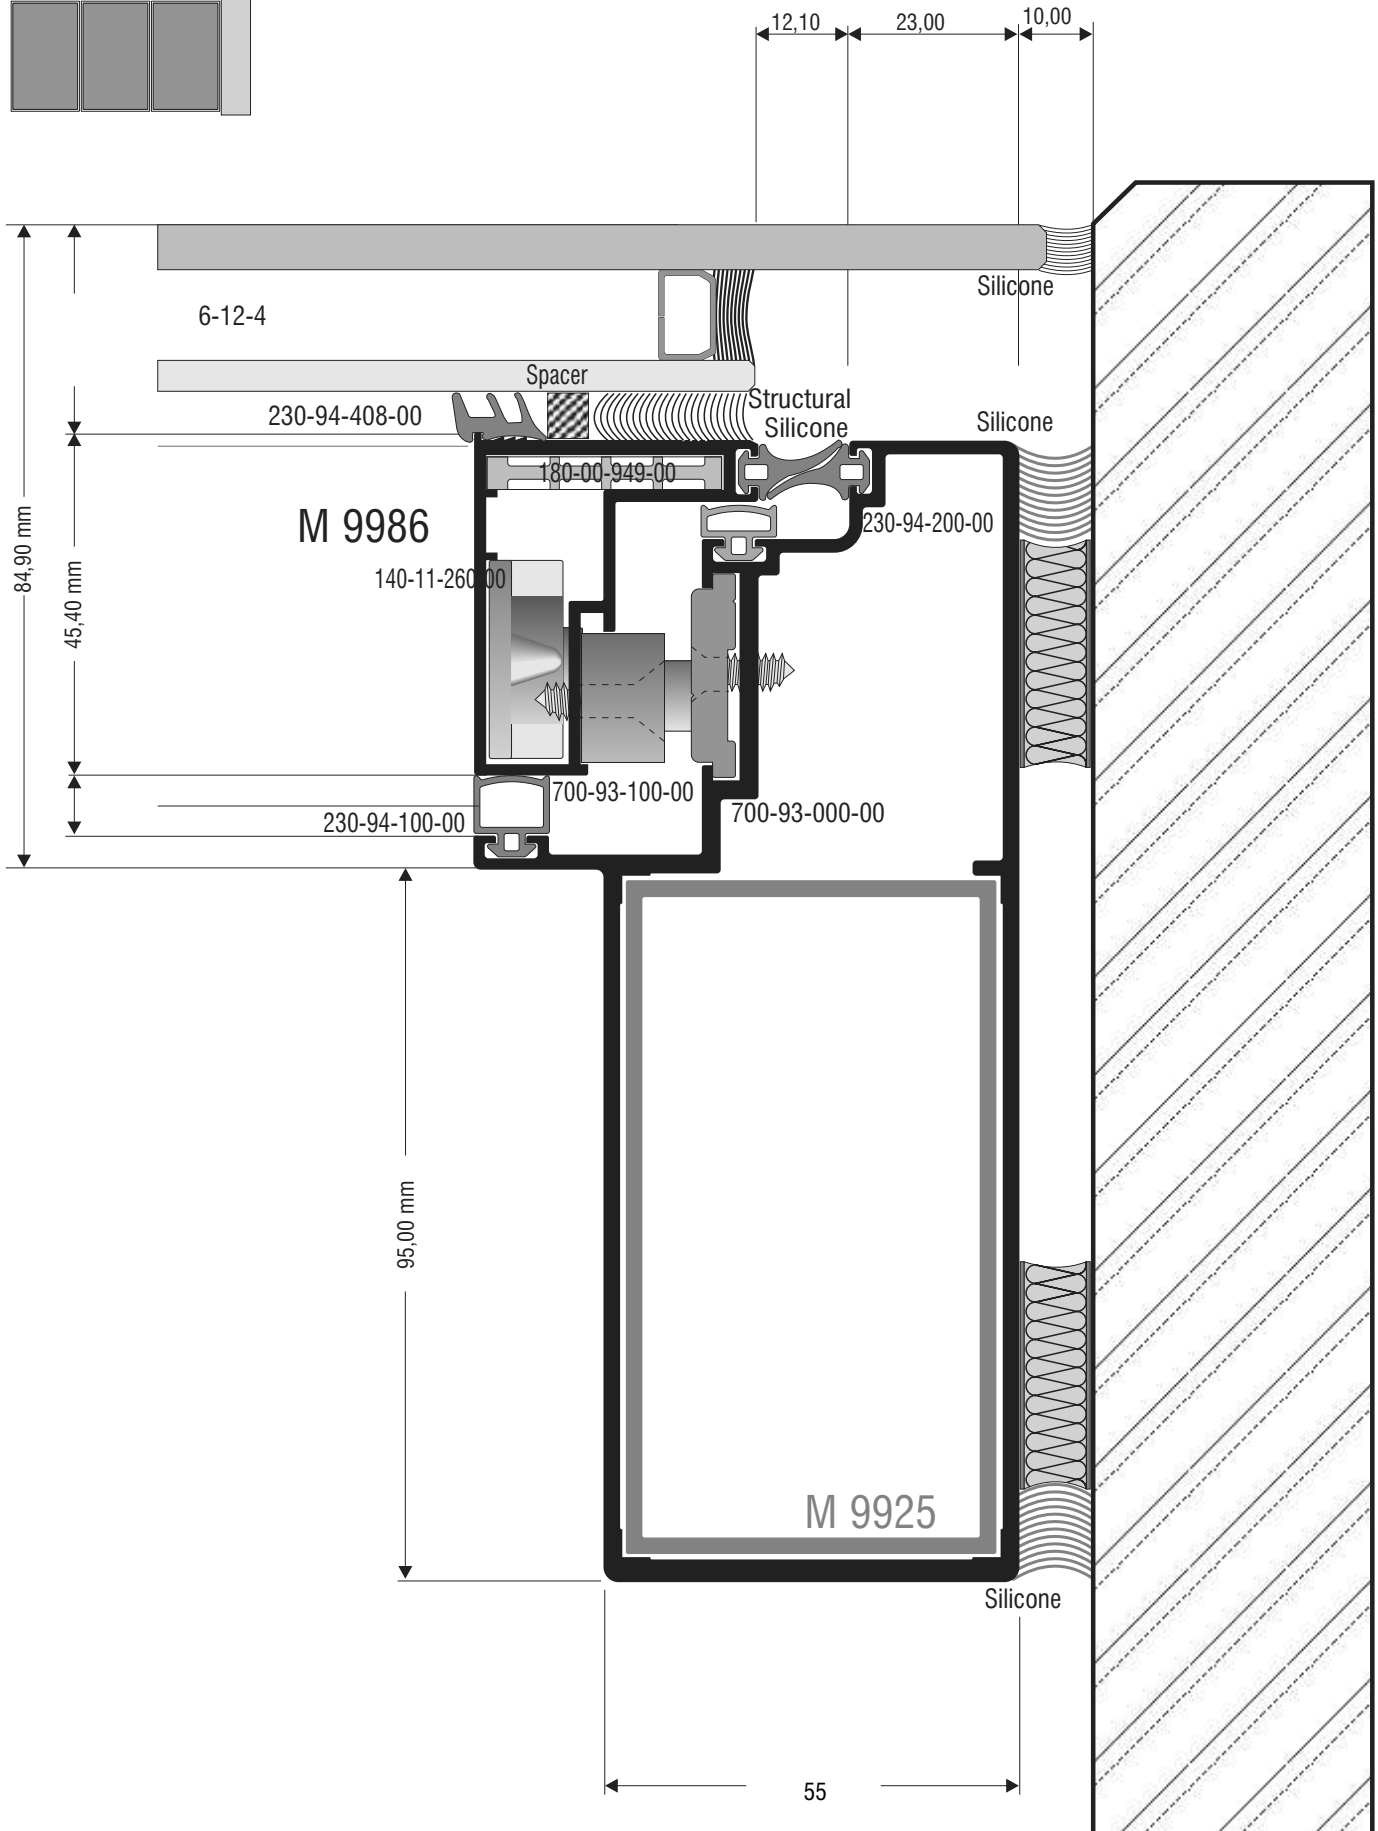 12,10
23,00
10,00
Silicone
6-12-4
Spacer
Structural
Silicone
230-94-408-00
Silicone
180-00-949-00
M 9986
230-94-200-00
84,90 mm
45,40 mm
140-11-260-00
700-93-100-00
700-93-000-00
230-94-100-00
95,00 mm
M 9925
Silicone
55